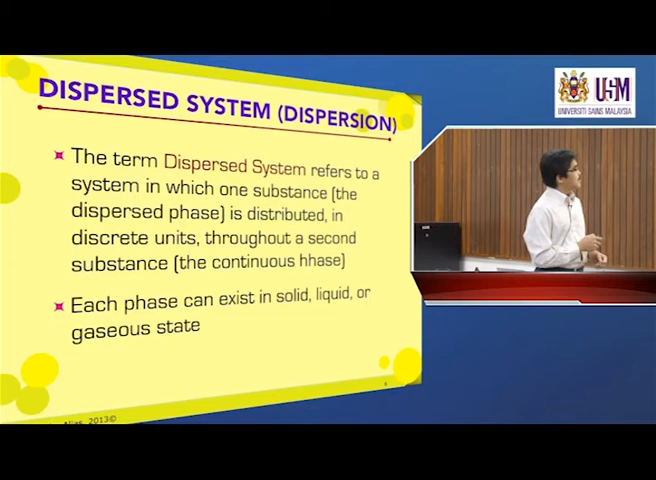 DISPERSED SYSTEM (DISPERSION)
The term Dispersed System refers to a
system in which one substance (the
dispersed phase) is distributed, in
discrete units, throughout a second
substance (the continuous hhase)
Each phase can exist in solid, liquid, or
gaseous state
2013©
USM
UNIVERSITI SAINS MALAYSIA